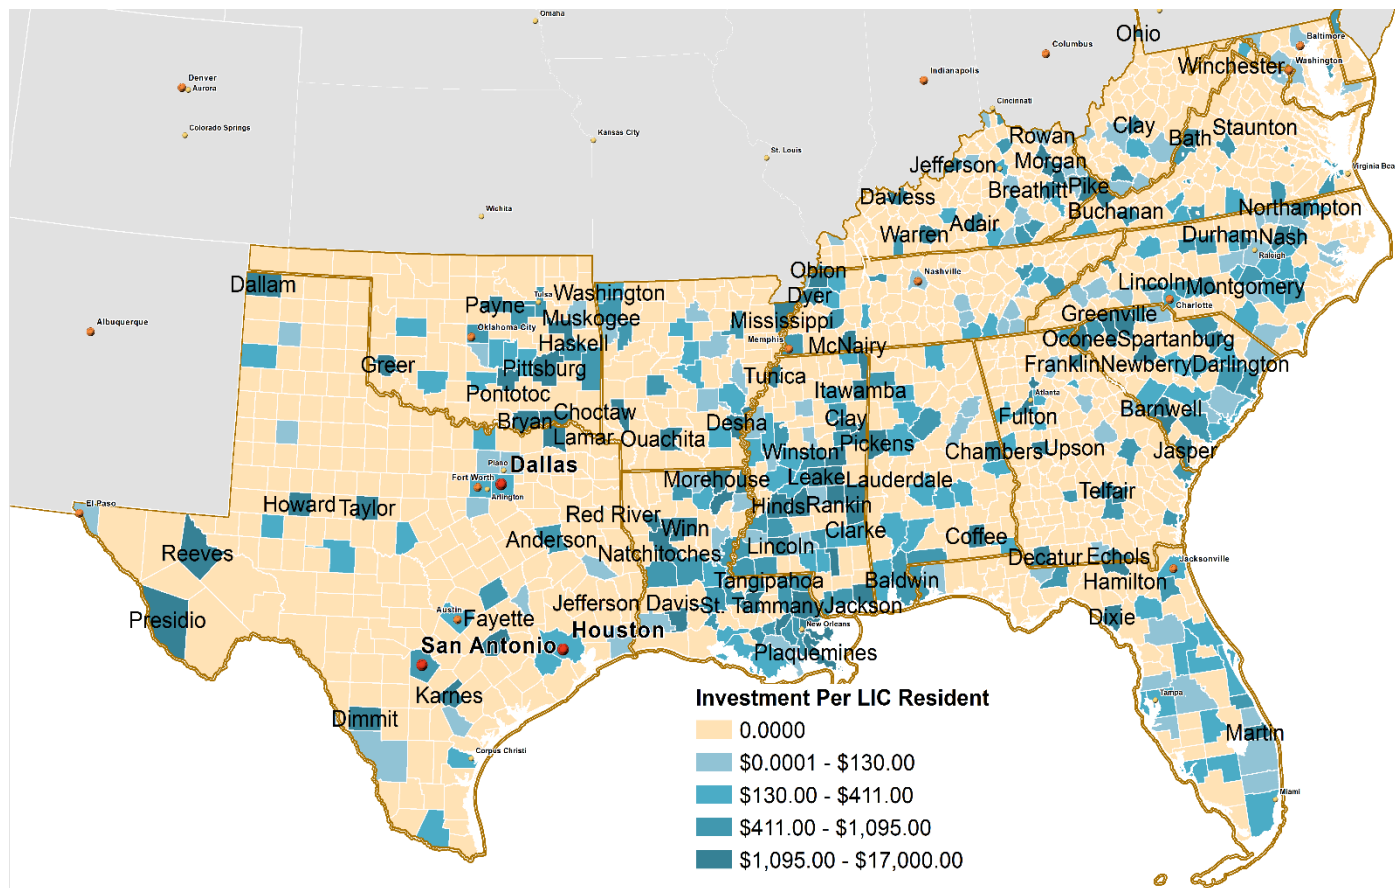 Omaha
Ohio
Baltimore
Columbus
Winchester
Washington
Denver
Aurora
Indianapolis
Cincinnati
Colorado Springs
Kansas City
St. Louis
Rowan
Clay
Bath
Staunton
Jefferson
Morgan
Virginia Bea
Daviess
Breathitt
Pike
Wichita
Buchanan
Northampton
Warren
Adair
Durham
Nash
Raleigh
Obion
Nashville
Dallam
Tulsa
Washington
Dyer
Lincoln
Montgomery
Payne
Muskogee
Mississippi
Charlotte
Greenville
Albuquerque
Oklahoma City
Haskell
Memphis
McNairy
Oconee
Spartanburg
Greer
Pittsburg
Tunica
Franklin
Newberry
Darlington
Pontotoc
Itawamba
Atlanta
Bryan
Choctaw
Desha
Clay
Fulton
Barnwell
Lamar
Ouachita
Pickens
Plano
Dallas
Winston
Chambers
Upson
Jasper
Fort Worth
Arlington
Morehouse
Leake
Lauderdale
Telfair
El Paso
Howard
Taylor
Red River
Winn
Hinds
Rankin
Reeves
Anderson
Natchitoches
Lincoln
Clarke
Coffee
Decatur
Echols
Jacksonville
Tangipahoa
Baldwin
Hamilton
Presidio
Austin
Fayette
Jefferson Davis
St. Tammany
Jackson
Dixie
San Antonio
Houston
New Orleans
Plaquemines
Karnes
Tampa
Dimmit
Martin
Corpus Christi
Miami
Investment Per LIC Resident
0.0000
$0.0001 - $130.00
$130.00 - $411.00
$411.00 - $1,095.00
$1,095.00 - $17,000.00